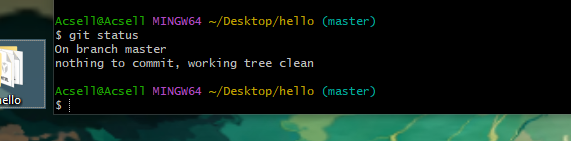 Acsell@Acsell MINGW64 ~/Desktop/hello (master)
$ git status
On branch master
nothing to commit, working tree clean
Acsell@Acsell MINGW64 ~/Desktop/hello (master)
$
ello